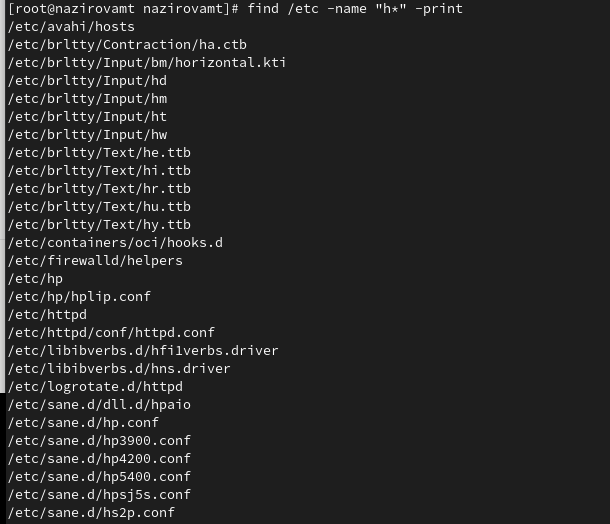 [root@nazirovamt nazirovamt]# find /etc -name "h*" -print
/etc/avahi/hosts
/etc/brltty/Contraction/ha.ctb
/etc/brltty/Input/bm/horizontal.kti
/etc/brltty/Input/hd
/etc/brltty/Input/hm
/etc/brltty/Input/ht
/etc/brltty/Input/hw
/etc/brltty/Text/he.ttb
/etc/brltty/Text/hi.ttb
/etc/brltty/Text/hr.ttb
/etc/brltty/Text/hu.ttb
/etc/brltty/Text/hy.ttb
/etc/containers/oci/hooks.d
/etc/firewalld/helpers
/etc/hp
/etc/hp/hplip.conf
/etc/httpd
/etc/httpd/conf/httpd.conf
/etc/libibverbs.d/hfi1verbs.driver
/etc/libibverbs.d/hns.driver
/etc/logrotate.d/httpd
/etc/sane.d/dll.d/hpaio
/etc/sane.d/hp.conf
/etc/sane.d/hp3900.conf
/etc/sane.d/hp4200.conf
/etc/sane.d/hp5400.conf
/etc/sane.d/hpsj5s.conf
/etc/sane.d/hs2p.conf